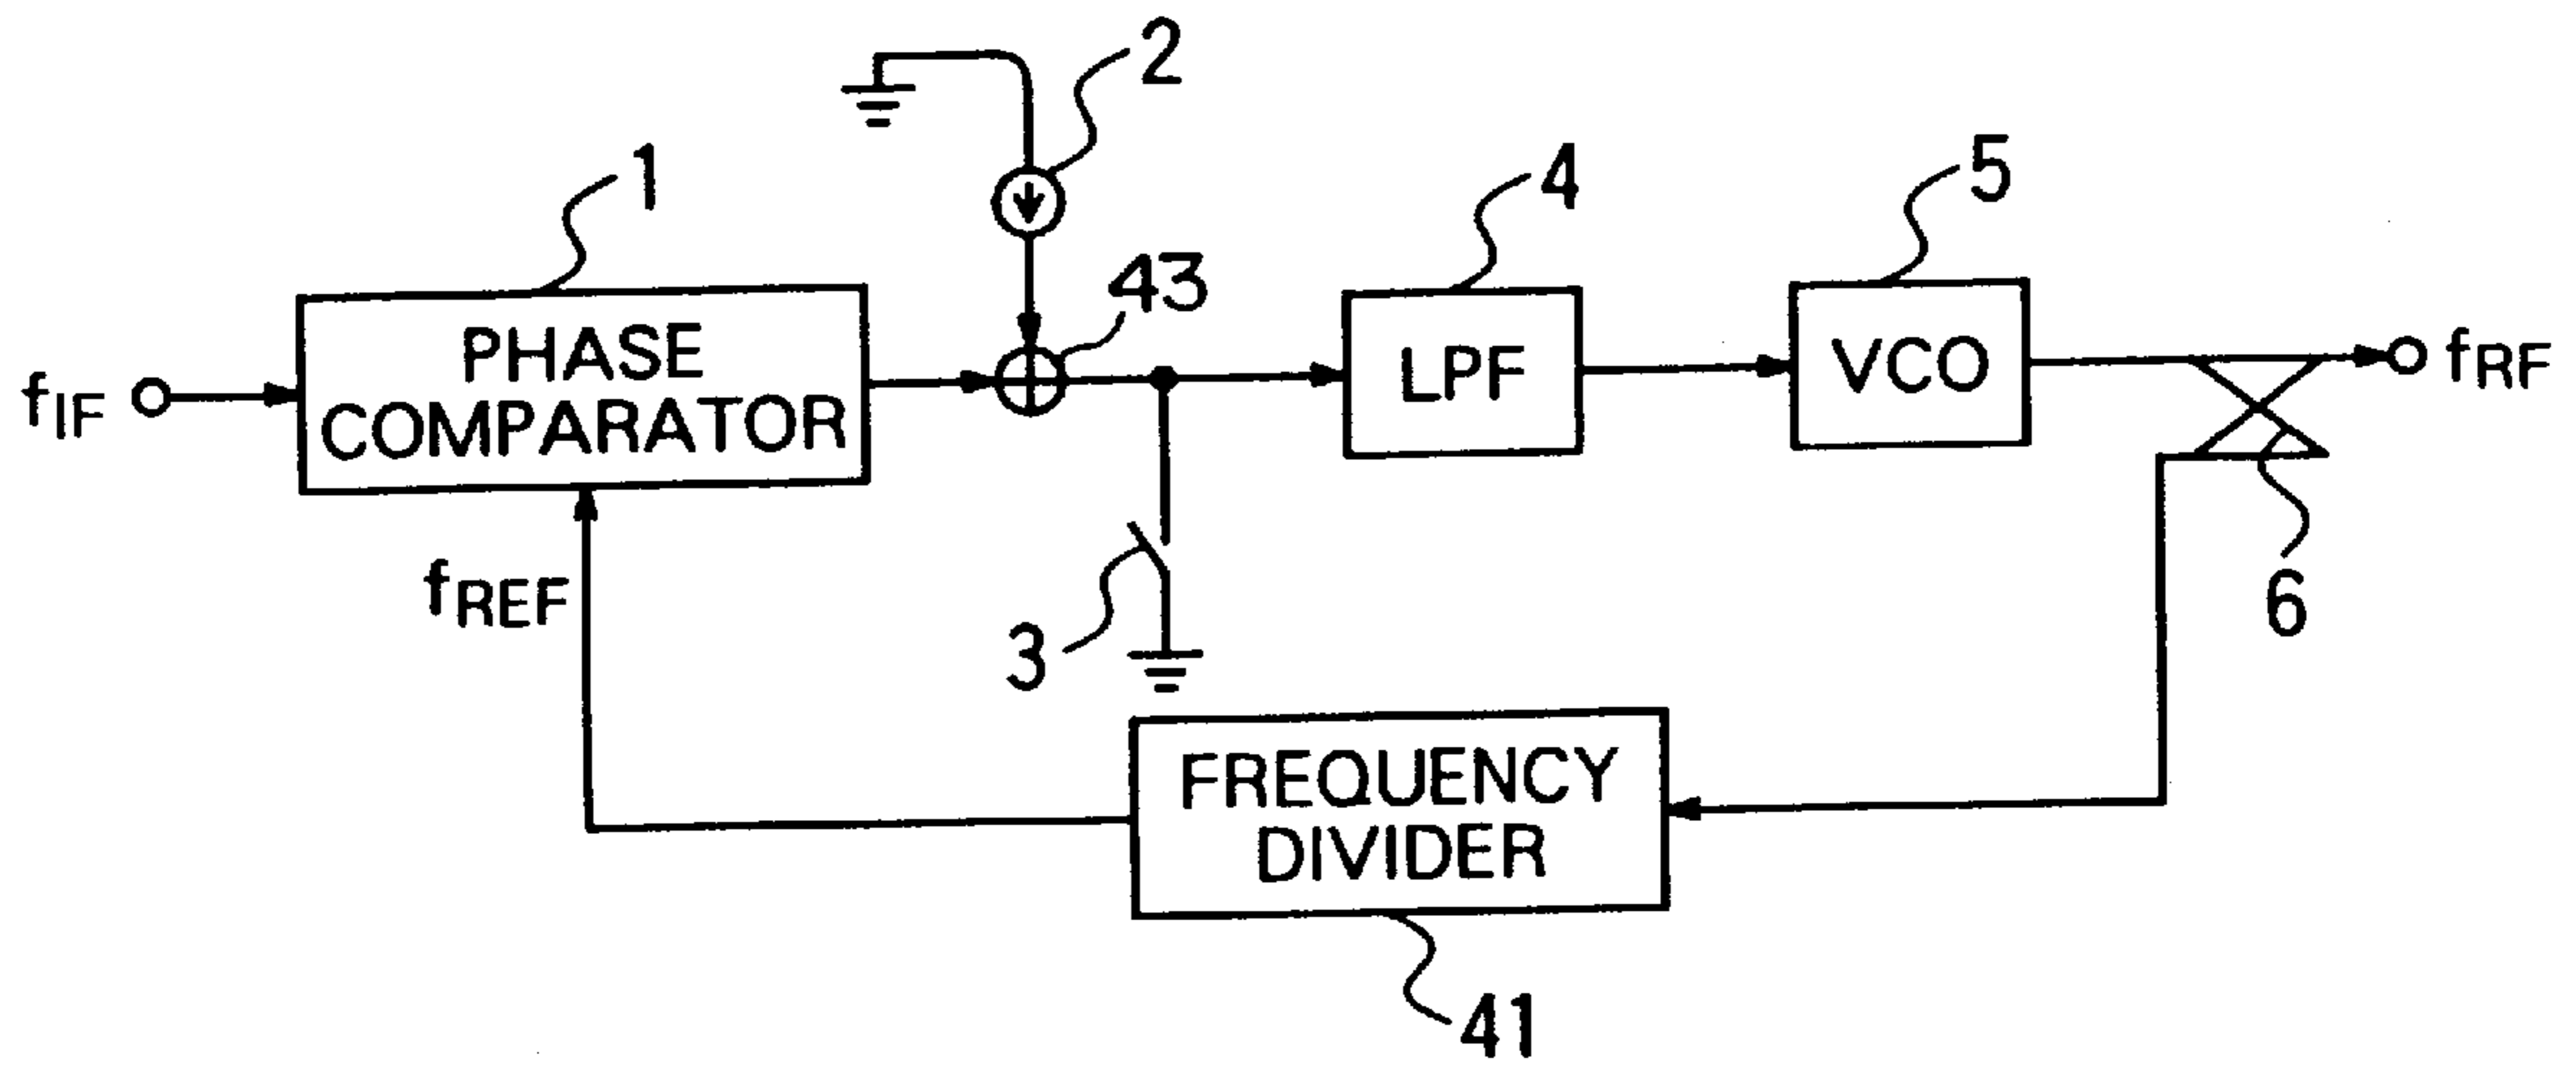 2
1
4
5
43
PHASE
COMPARATOR
LPF
VCO
fIF
fRF
fREF
3
6
FREQUENCY
DIVIDER
41